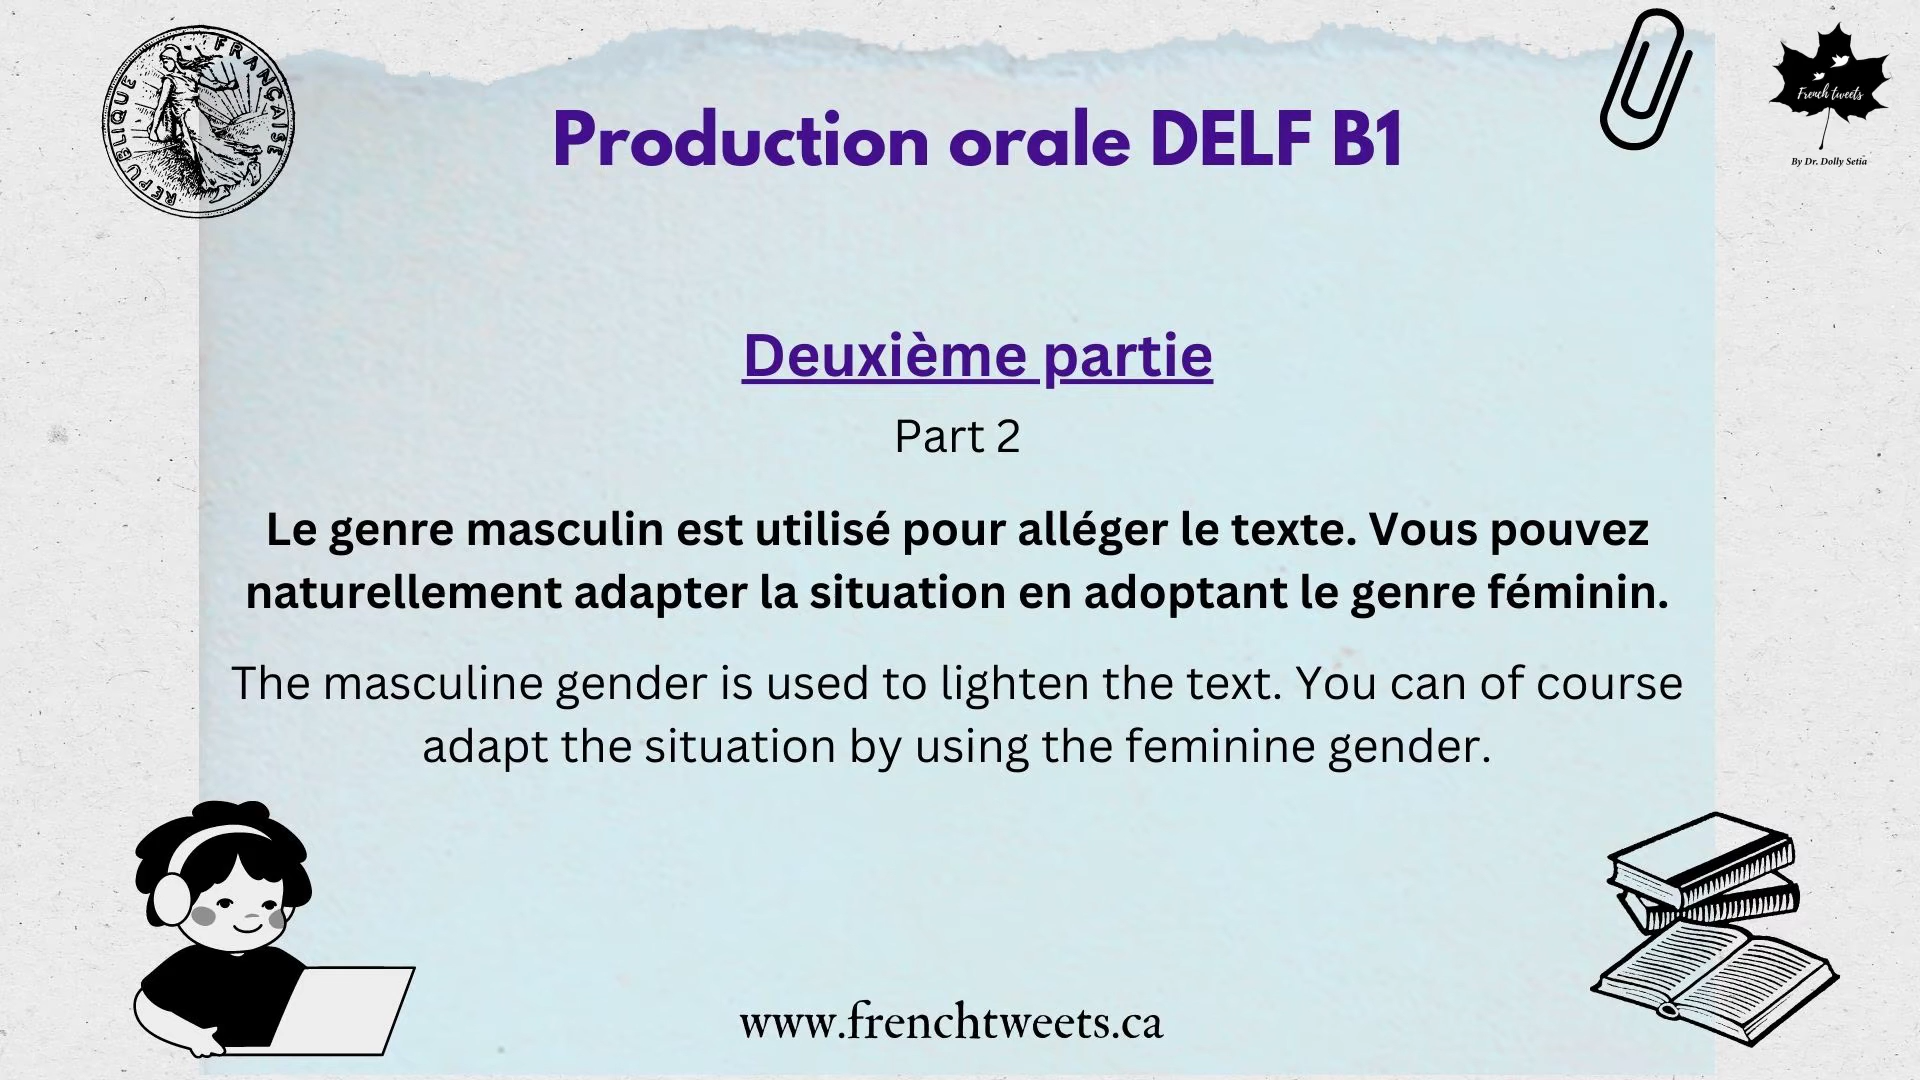 RÉPUBLIQUE FRANÇAISE
French tweets
By Dr. Dolly Setia
Production orale DELF B1
Deuxième partie
Part 2
Le genre masculin est utilisé pour alléger le texte. Vous pouvez
naturellement adapter la situation en adoptant le genre féminin.
The masculine gender is used to lighten the text. You can of course
adapt the situation by using the feminine gender.
www.frenchtweets.ca